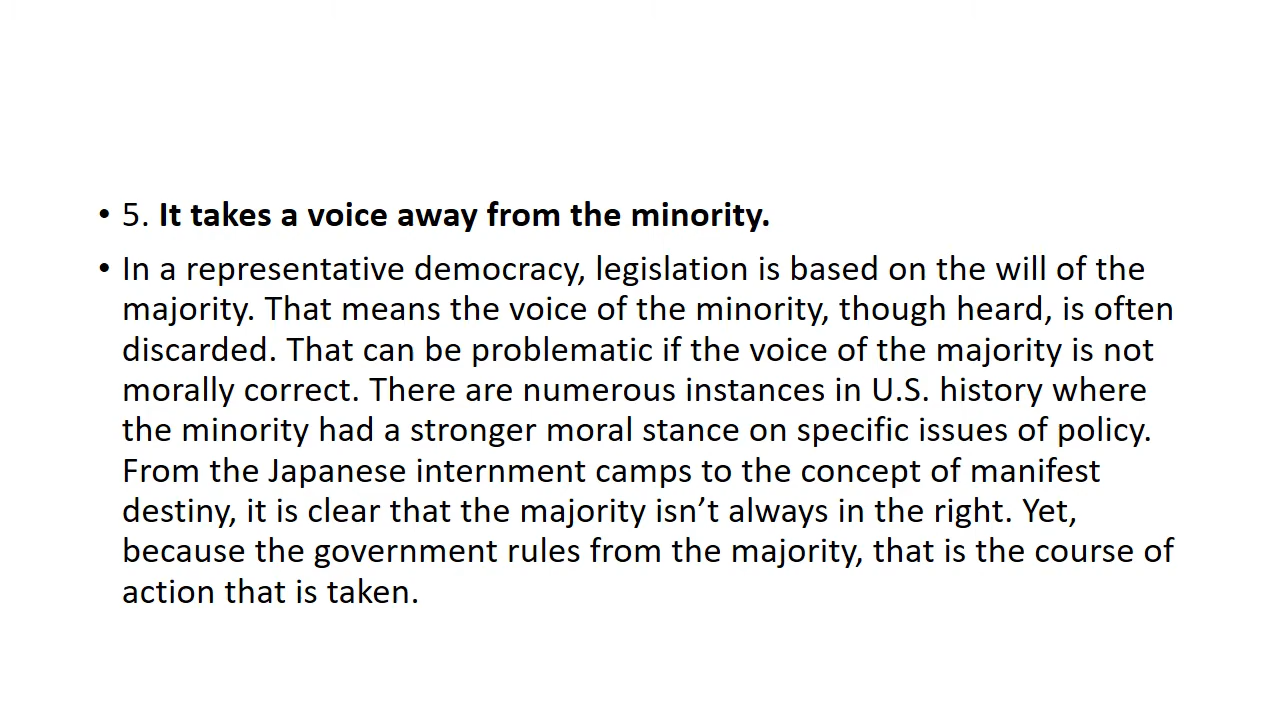 • 5. It takes a voice away from the minority.
• In a representative democracy, legislation is based on the will of the
majority. That means the voice of the minority, though heard, is often
discarded. That can be problematic if the voice of the majority is not
morally correct. There are numerous instances in U.S. history where
the minority had a stronger moral stance on specific issues of policy.
From the Japanese internment camps to the concept of manifest
destiny, it is clear that the majority isn’t always in the right. Yet,
because the government rules from the majority, that is the course of
action that is taken.